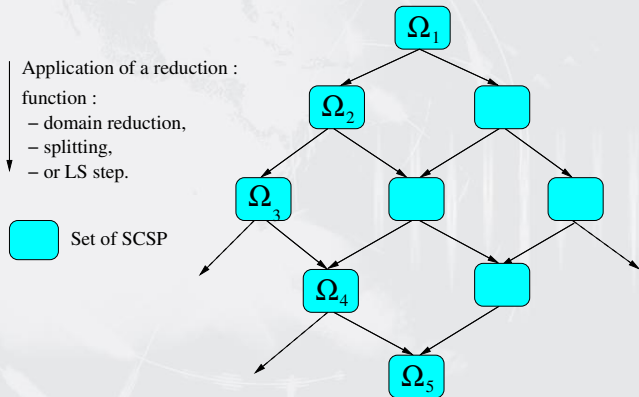 Ω1
Application of a reduction :
function :
– domain reduction,
– splitting,
– or LS step.
Ω2
Ω3
Set of SCSP
Ω4
Ω5